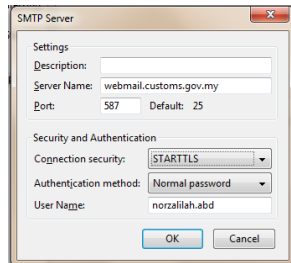 SMTP Server
Settings
Description:
Server Name: webmail.customs.gov.my
Port: 587 Default: 25
Security and Authentication
Connection security: STARTTLS
Authentication method: Normal password
User Name: norzalilah.abd
OK Cancel